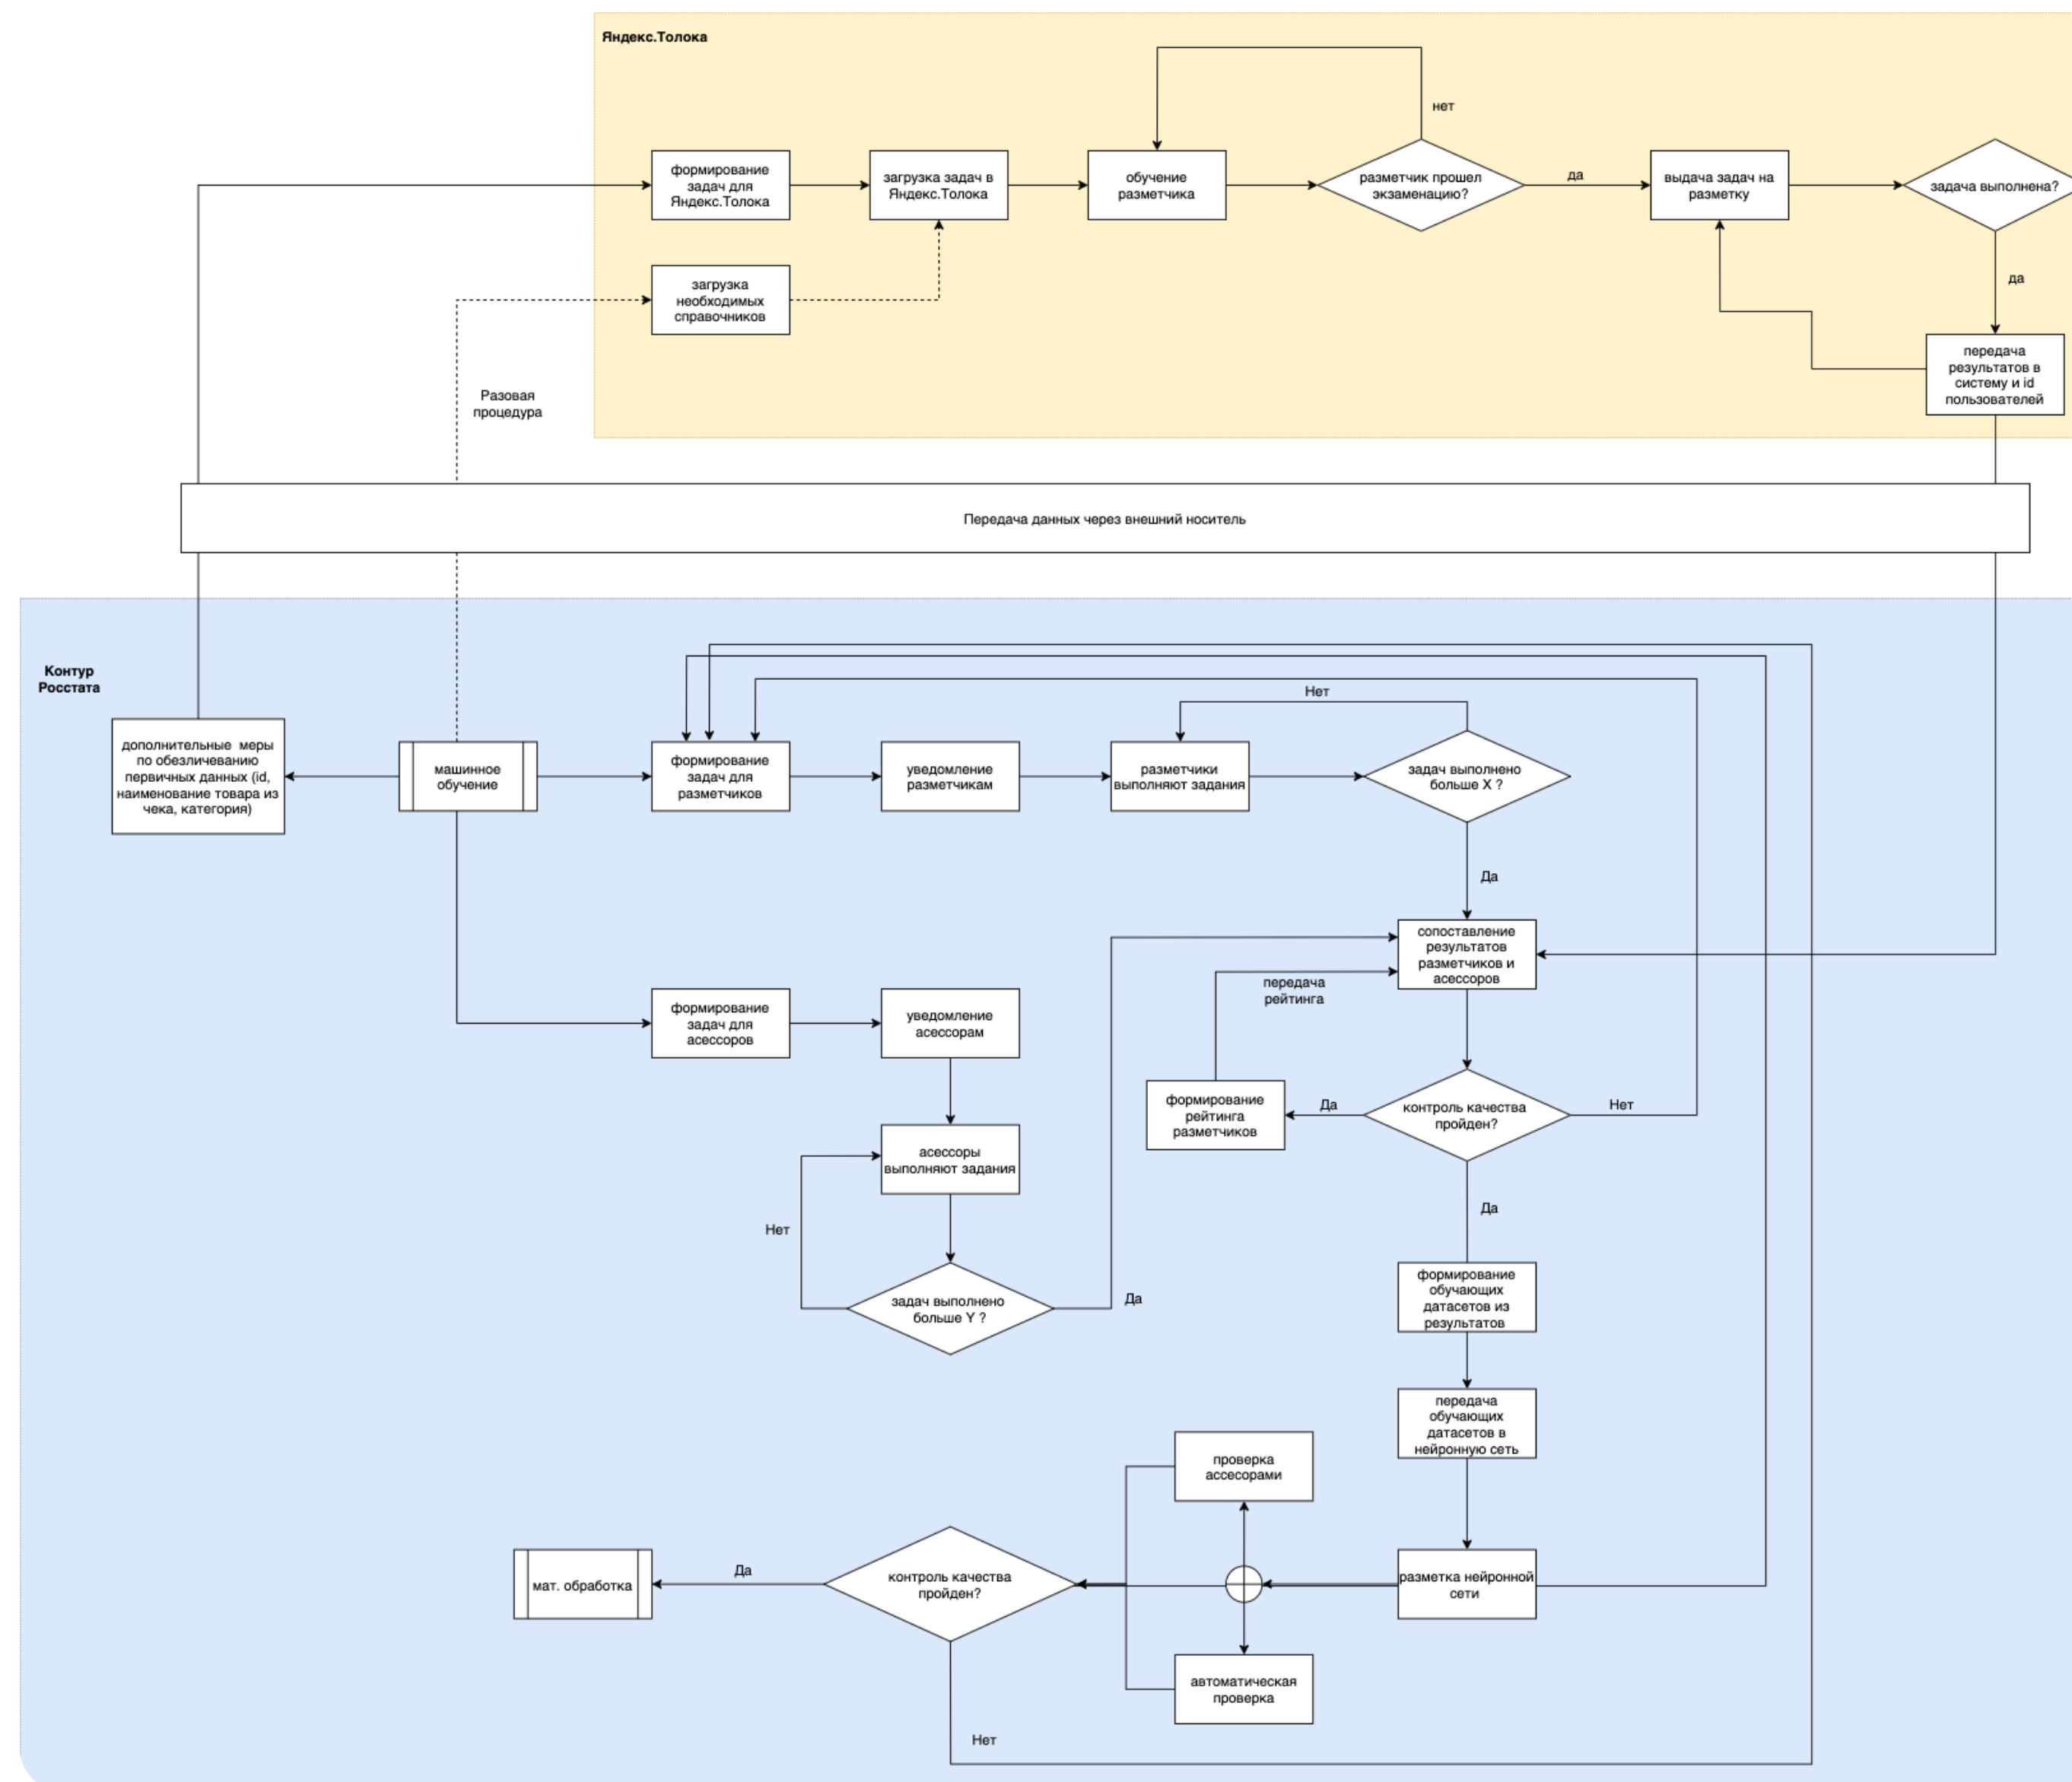 Яндекс.Толока
нет
формирование
задач для
Яндекс.Толока
загрузка задач в
Яндекс.Толока
обучение
разметчика
разметчик прошел
экзаменацию?
да
выдача задач на
разметку
задача выполнена?
да
загрузка
необходимых
справочников
передача
результатов в
систему и id
пользователей
Разовая
процедура
Передача данных через внешний носитель
Контур
Росстата
дополнительные меры
по обезличеванию
первичных данных (id,
наименование товара из
чека, категория)
машинное
обучение
формирование
задач для
разметчиков
уведомление
разметчикам
разметчики
выполняют задания
Нет
задач выполнено
больше X ?
Да
сопоставление
результатов
разметчиков и
асессоров
передача
рейтинга
формирование
задач для
асессоров
уведомление
асессорам
формирование
рейтинга
разметчиков
Да
контроль качества
пройден?
Нет
асессоры
выполняют задания
Да
Нет
задач выполнено
больше Y ?
Да
формирование
обучающих
датасетов из
результатов
передача
обучающих
датасетов в
нейронную сеть
проверка
ассесорами
мат. обработка
Да
контроль качества
пройден?
разметка нейронной
сети
автоматическая
проверка
Нет